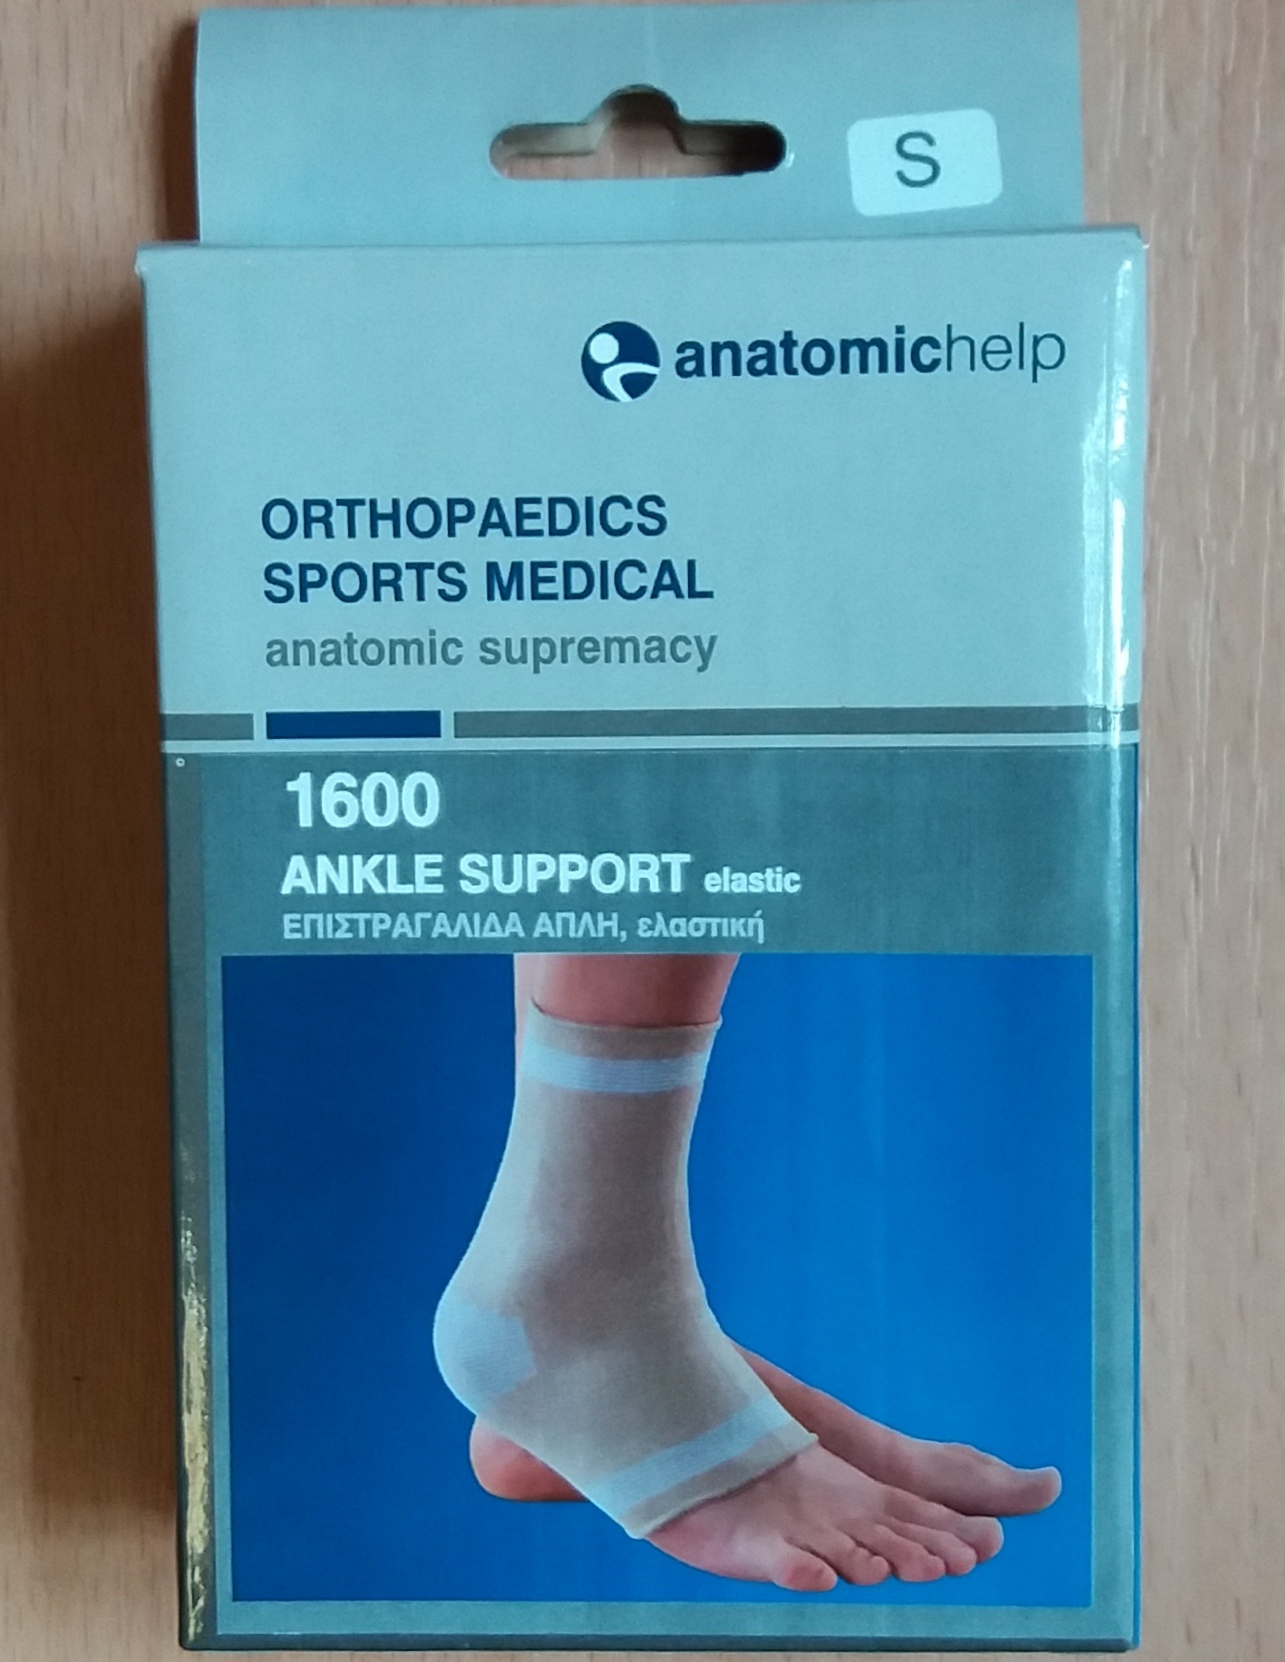 S
anatomichelp
ORTHOPAEDICS
SPORTS MEDICAL
anatomic supremacy
1600
ANKLE SUPPORT elastic
ΕΠΙΣΤΡΑΓΑΛΙΔΑ ΑΠΛΗ, ελαστική